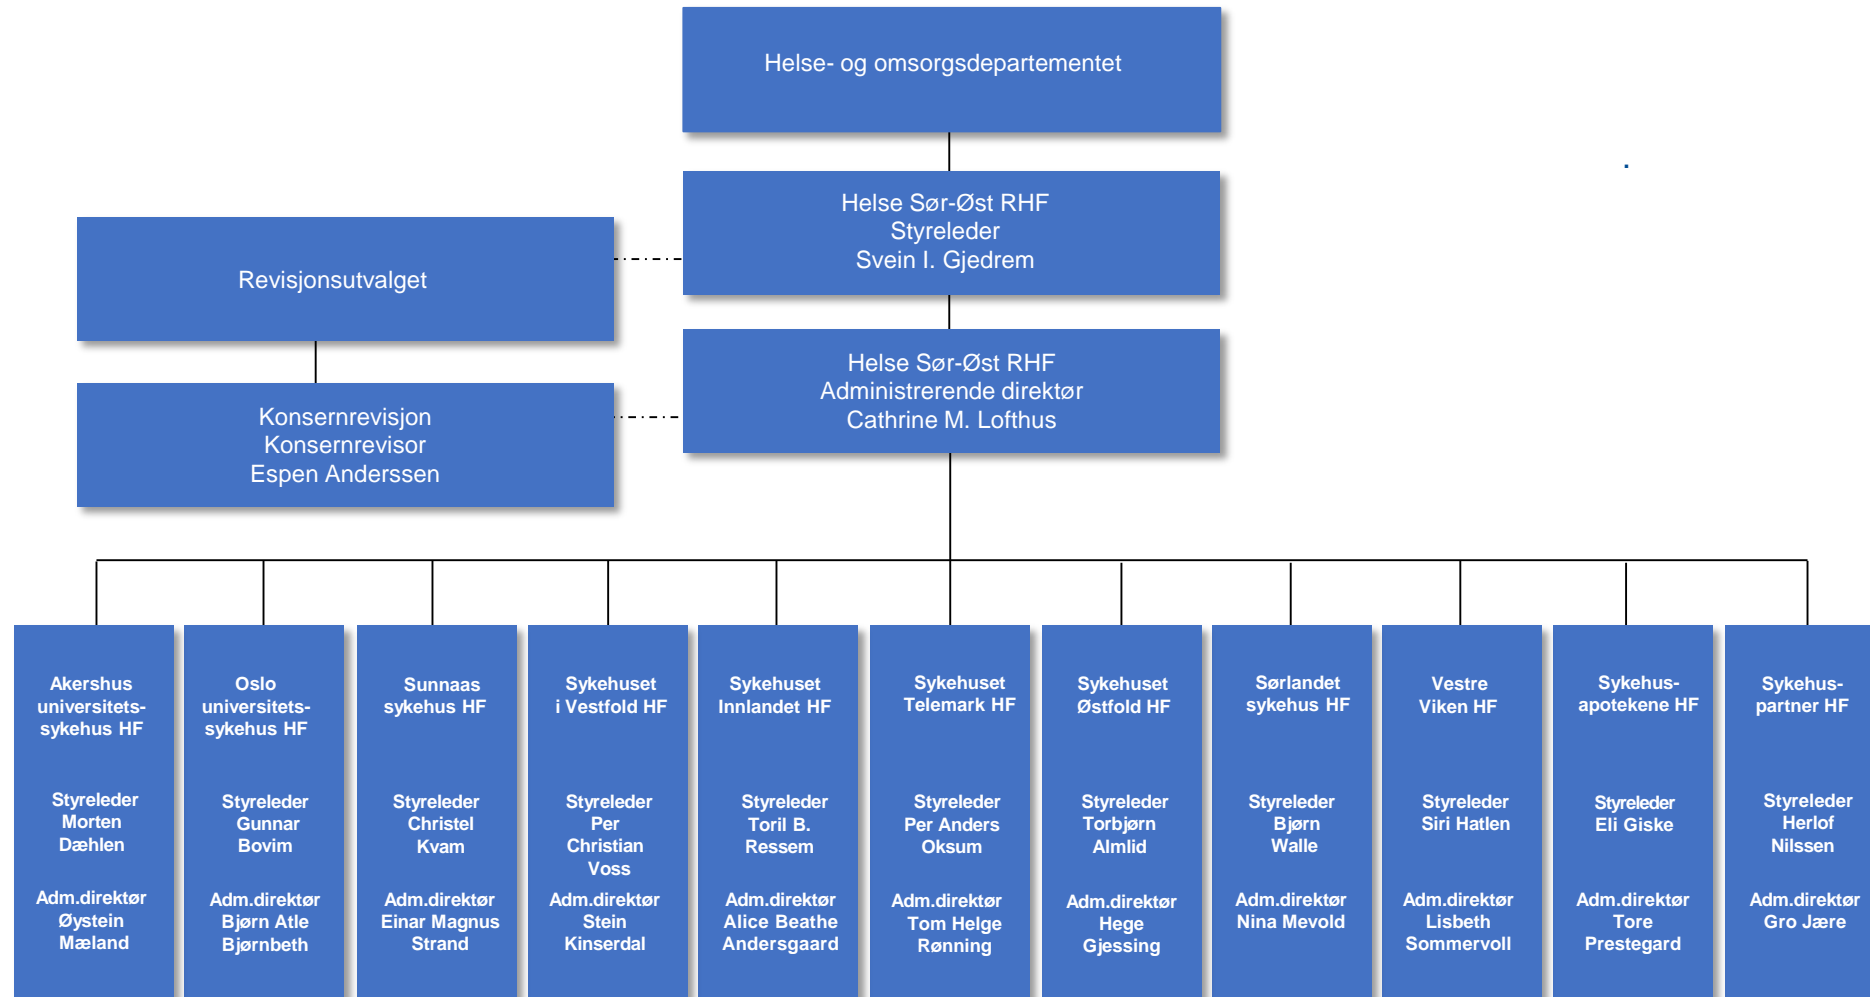 Helse- og omsorgsdepartementet
.
Helse Sør-Øst RHF
Styreleder
Svein I. Gjedrem
Revisjonsutvalget
Helse Sør-Øst RHF
Administrerende direktør
Cathrine M. Lofthus
Konsernrevisjon
Konsernrevisor
Espen Anderssen
Akershus
universitets-
sykehus HF
Styreleder
Morten
Dæhlen
Adm.direktør
Øystein
Mæland
Oslo
universitets-
sykehus HF
Styreleder
Gunnar
Bovim
Adm.direktør
Bjørn Atle
Bjørnbeth
Sunnaas
sykehus HF
Styreleder
Christel
Kvam
Adm.direktør
Einar Magnus
Strand
Sykehuset
i Vestfold HF
Styreleder
Per
Christian
Voss
Adm.direktør
Stein
Kinserdal
Sykehuset
Innlandet HF
Styreleder
Toril B.
Ressem
Adm.direktør
Alice Beathe
Andersgaard
Sykehuset
Telemark HF
Styreleder
Per Anders
Oksum
Adm.direktør
Tom Helge
Rønning
Sykehuset
Østfold HF
Styreleder
Torbjørn
Almlid
Adm.direktør
Hege
Gjessing
Sørlandet
sykehus HF
Styreleder
Bjørn
Walle
Adm.direktør
Nina Mevold
Vestre
Viken HF
Styreleder
Siri Hatlen
Adm.direktør
Lisbeth
Sommervoll
Sykehus-
apotekene HF
Styreleder
Eli Giske
Adm.direktør
Tore
Prestegard
Sykehus-
partner HF
Styreleder
Herlof
Nilssen
Adm.direktør
Gro Jære